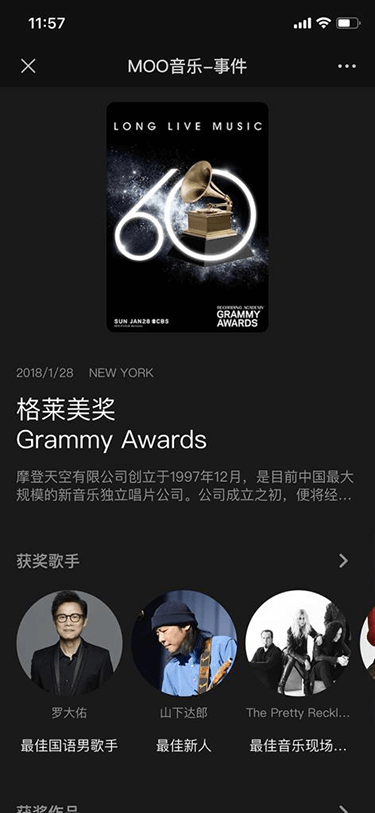 11:57
MOO音乐–事件
LONG LIVE MUSIC
60
SUN JAN28 CBS
RECORDING ACADEMY
GRAMMY
AWARDS
2018/1/28 NEW YORK
格莱美奖
Grammy Awards
摩登天空有限公司创立于1997年12月，是目前中国最大
规模的新音乐独立唱片公司。公司成立之初，便将经...
获奖歌手
罗大佑
山下达郎
The Pretty Reckl...
最佳国语男歌手
最佳新人
最佳音乐现场...
获奖作品